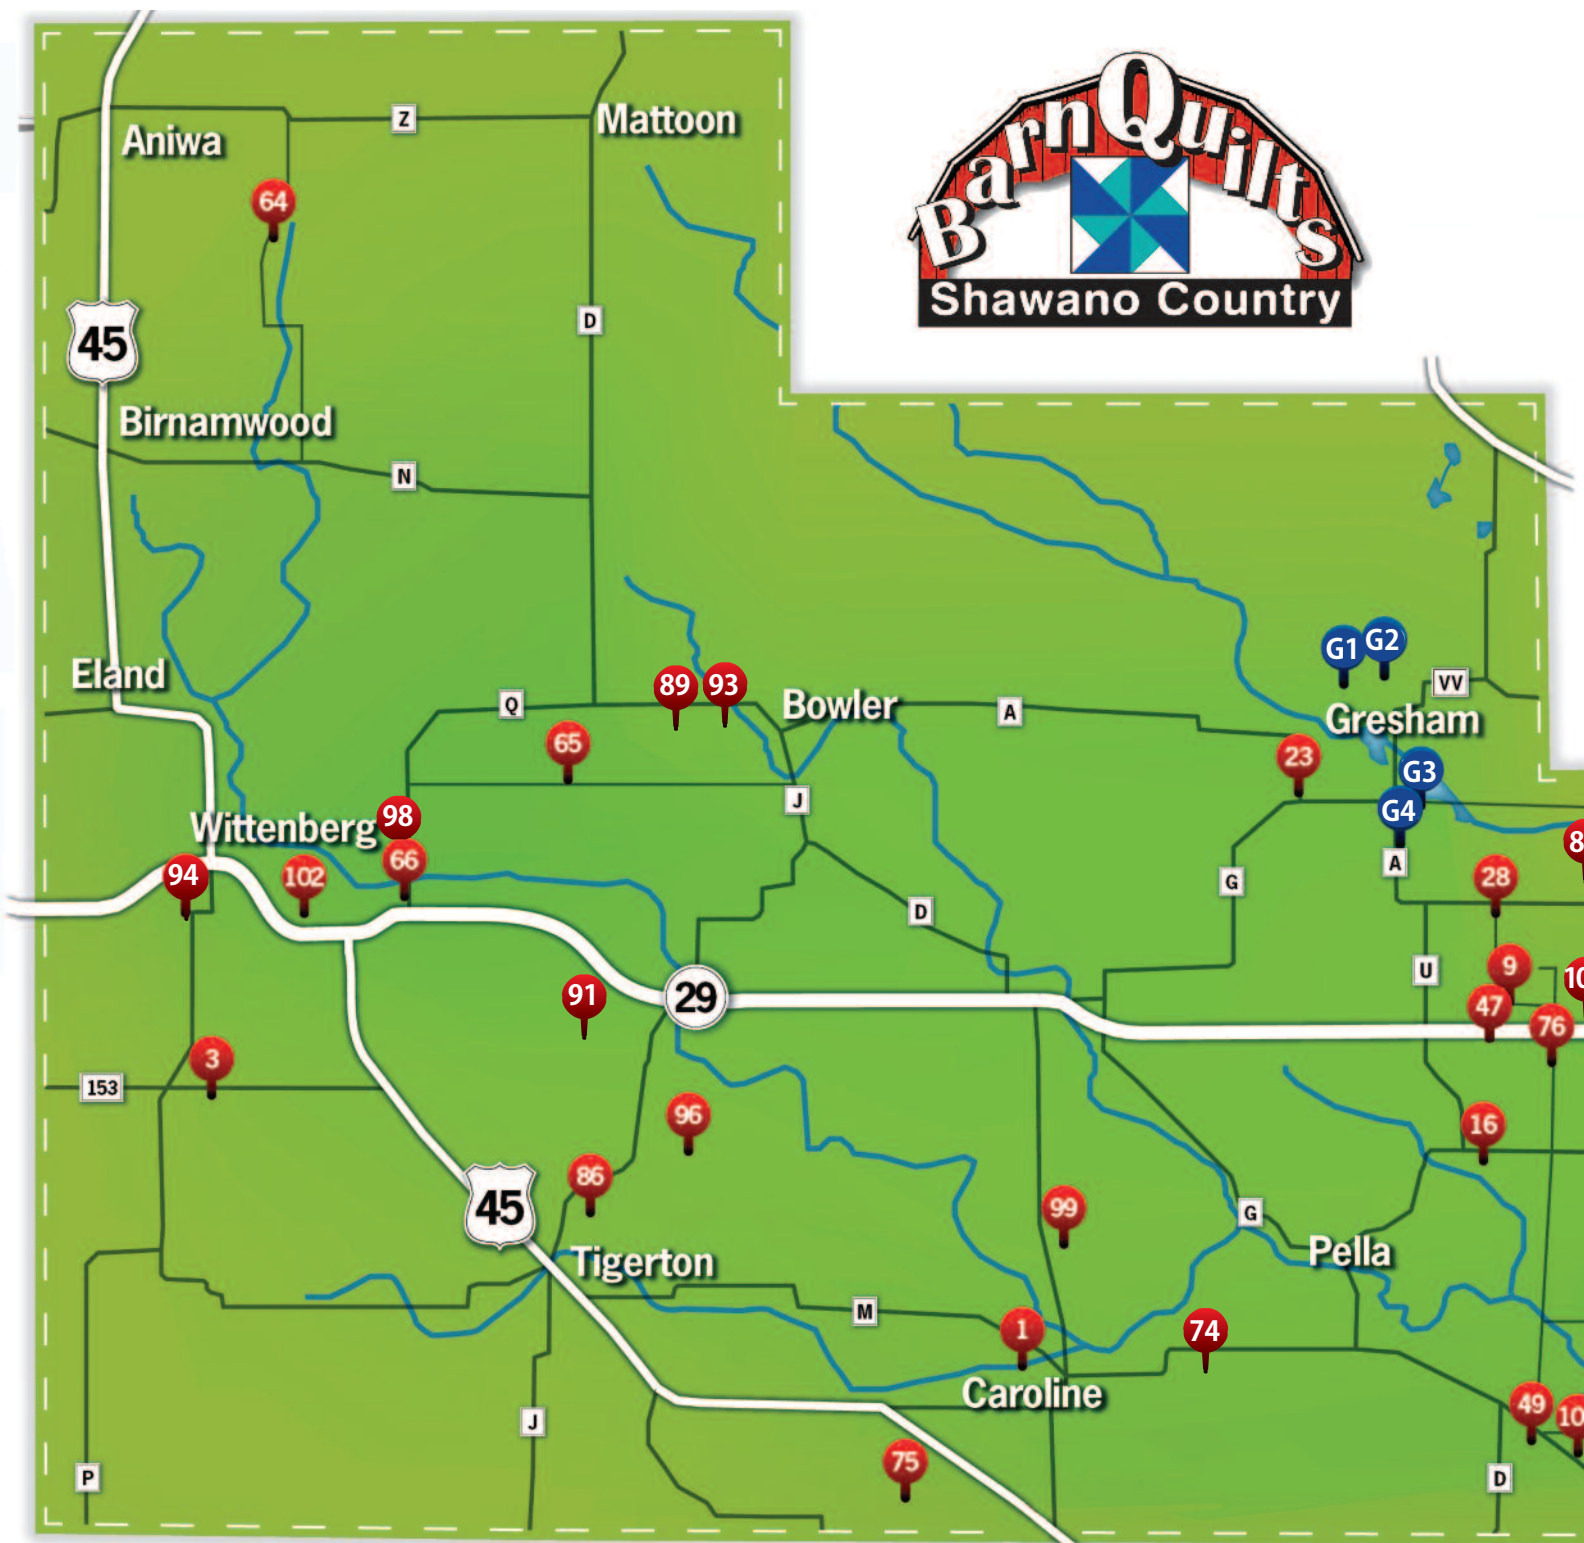 Barn Quilts
Shawano Country
Z
Mattoon
Aniwa
64
45
D
Birnamwood
N
G1
G2
Eland
VV
89
93
Q
Bowler
A
Gresham
65
23
G3
J
G4
98
Wittenberg
66
A
94
102
28
G
D
9
U
91
29
47
76
3
153
96
16
86
99
45
G
Tigerton
Pella
M
1
74
Caroline
49
J
75
P
D